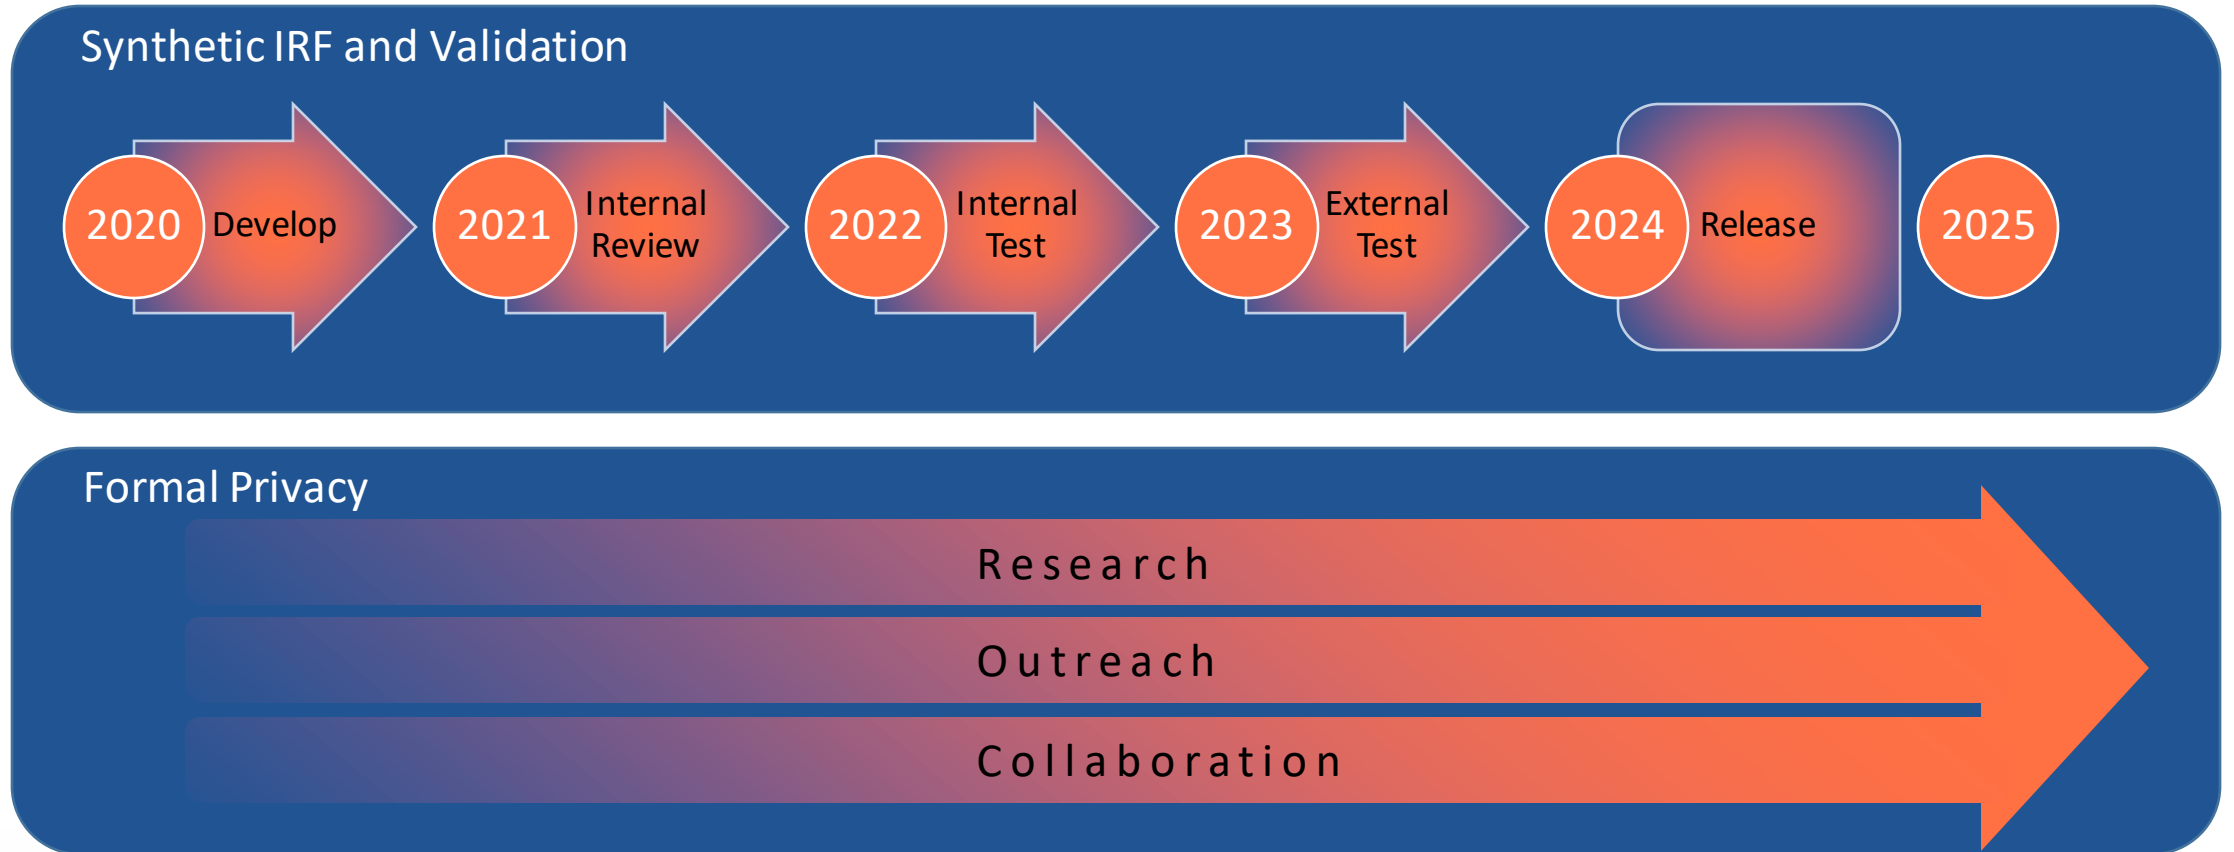 Synthetic IRF and Validation
2020
Develop
2021
Internal
Review
2022
Internal
Test
2023
External
Test
2024
Release
2025
Formal Privacy
Research
Outreach
Collaboration